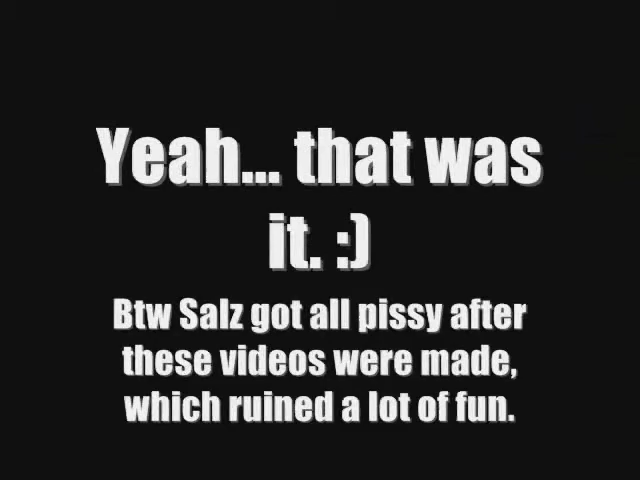 Yeah... that was
it. :)
Btw Salz got all pissy after
these videos were made,
which ruined a lot of fun.